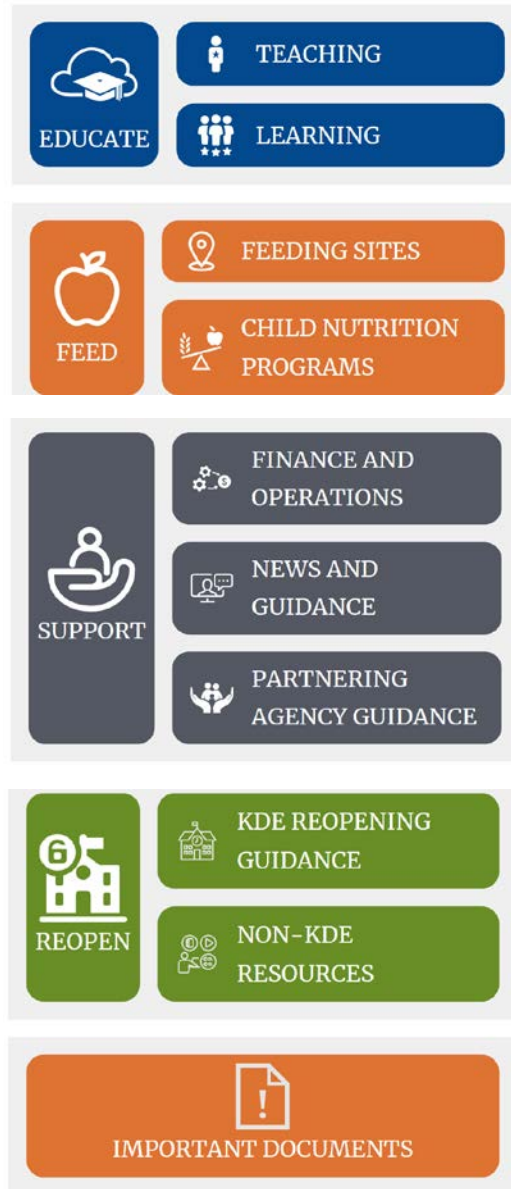 EDUCATE
TEACHING
LEARNING
FEED
FEEDING SITES
CHILD NUTRITION
PROGRAMS
SUPPORT
FINANCE AND
OPERATIONS
NEWS AND
GUIDANCE
PARTNERING
AGENCY GUIDANCE
REOPEN
KDE REOPENING
GUIDANCE
NON-KDE
RESOURCES
IMPORTANT DOCUMENTS